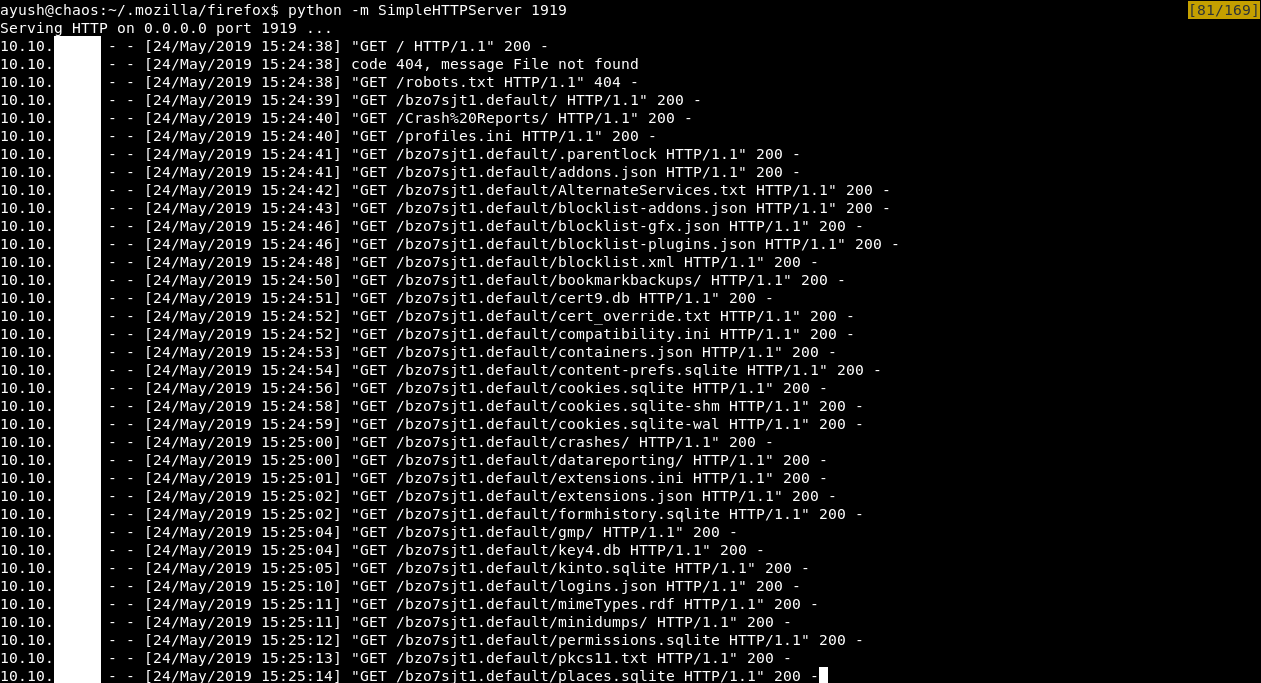 ayush@chaos:~/.mozilla/firefox$ python -m SimpleHTTPServer 1919 [81/169]
Serving HTTP on 0.0.0.0 port 1919 ...
10.10. - - [24/May/2019 15:24:38] "GET / HTTP/1.1" 200 -
10.10. - - [24/May/2019 15:24:38] code 404, message File not found
10.10. - - [24/May/2019 15:24:38] "GET /robots.txt HTTP/1.1" 404 -
10.10. - - [24/May/2019 15:24:39] "GET /bzo7sjt1.default/ HTTP/1.1" 200 -
10.10. - - [24/May/2019 15:24:40] "GET /Crash%20Reports/ HTTP/1.1" 200 -
10.10. - - [24/May/2019 15:24:40] "GET /profiles.ini HTTP/1.1" 200 -
10.10. - - [24/May/2019 15:24:41] "GET /bzo7sjt1.default/.parentlock HTTP/1.1" 200 -
10.10. - - [24/May/2019 15:24:41] "GET /bzo7sjt1.default/addons.json HTTP/1.1" 200 -
10.10. - - [24/May/2019 15:24:42] "GET /bzo7sjt1.default/AlternateServices.txt HTTP/1.1" 200 -
10.10. - - [24/May/2019 15:24:43] "GET /bzo7sjt1.default/blocklist-addons.json HTTP/1.1" 200 -
10.10. - - [24/May/2019 15:24:46] "GET /bzo7sjt1.default/blocklist-gfx.json HTTP/1.1" 200 -
10.10. - - [24/May/2019 15:24:46] "GET /bzo7sjt1.default/blocklist-plugins.json HTTP/1.1" 200 -
10.10. - - [24/May/2019 15:24:48] "GET /bzo7sjt1.default/blocklist.xml HTTP/1.1" 200 -
10.10. - - [24/May/2019 15:24:50] "GET /bzo7sjt1.default/bookmarkbackups/ HTTP/1.1" 200 -
10.10. - - [24/May/2019 15:24:51] "GET /bzo7sjt1.default/cert9.db HTTP/1.1" 200 -
10.10. - - [24/May/2019 15:24:52] "GET /bzo7sjt1.default/cert_override.txt HTTP/1.1" 200 -
10.10. - - [24/May/2019 15:24:52] "GET /bzo7sjt1.default/compatibility.ini HTTP/1.1" 200 -
10.10. - - [24/May/2019 15:24:53] "GET /bzo7sjt1.default/containers.json HTTP/1.1" 200 -
10.10. - - [24/May/2019 15:24:54] "GET /bzo7sjt1.default/content-prefs.sqlite HTTP/1.1" 200 -
10.10. - - [24/May/2019 15:24:56] "GET /bzo7sjt1.default/cookies.sqlite HTTP/1.1" 200 -
10.10. - - [24/May/2019 15:24:58] "GET /bzo7sjt1.default/cookies.sqlite-shm HTTP/1.1" 200 -
10.10. - - [24/May/2019 15:24:59] "GET /bzo7sjt1.default/cookies.sqlite-wal HTTP/1.1" 200 -
10.10. - - [24/May/2019 15:25:00] "GET /bzo7sjt1.default/crashes/ HTTP/1.1" 200 -
10.10. - - [24/May/2019 15:25:00] "GET /bzo7sjt1.default/datareporting/ HTTP/1.1" 200 -
10.10. - - [24/May/2019 15:25:01] "GET /bzo7sjt1.default/extensions.ini HTTP/1.1" 200 -
10.10. - - [24/May/2019 15:25:02] "GET /bzo7sjt1.default/extensions.json HTTP/1.1" 200 -
10.10. - - [24/May/2019 15:25:02] "GET /bzo7sjt1.default/formhistory.sqlite HTTP/1.1" 200 -
10.10. - - [24/May/2019 15:25:04] "GET /bzo7sjt1.default/gmp/ HTTP/1.1" 200 -
10.10. - - [24/May/2019 15:25:04] "GET /bzo7sjt1.default/key4.db HTTP/1.1" 200 -
10.10. - - [24/May/2019 15:25:05] "GET /bzo7sjt1.default/kinto.sqlite HTTP/1.1" 200 -
10.10. - - [24/May/2019 15:25:10] "GET /bzo7sjt1.default/logins.json HTTP/1.1" 200 -
10.10. - - [24/May/2019 15:25:11] "GET /bzo7sjt1.default/mimeTypes.rdf HTTP/1.1" 200 -
10.10. - - [24/May/2019 15:25:11] "GET /bzo7sjt1.default/minidumps/ HTTP/1.1" 200 -
10.10. - - [24/May/2019 15:25:12] "GET /bzo7sjt1.default/permissions.sqlite HTTP/1.1" 200 -
10.10. - - [24/May/2019 15:25:13] "GET /bzo7sjt1.default/pkcs11.txt HTTP/1.1" 200 -
10.10. - - [24/May/2019 15:25:14] "GET /bzo7sjt1.default/places.sqlite HTTP/1.1" 200 -